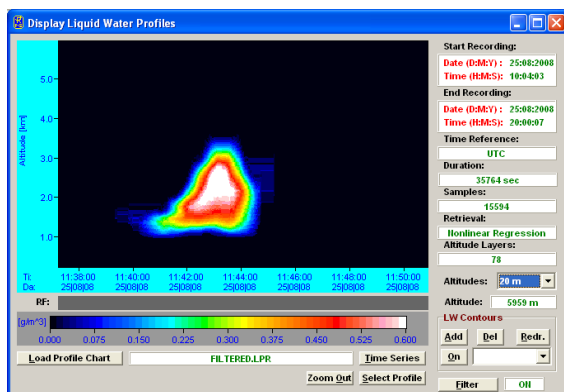 Display Liquid Water Profiles
Start Recording:
Date (D:M:Y) : 25:08:2008
Time (H:M:S): 10:04:03
End Recording:
Date (D:M:Y) : 25:08:2008
Time (H:M:S): 20:00:07
Time Reference:
UTC
Duration:
35764 sec
Samples:
15594
Retrieval:
Nonlinear Regression
Altitude Layers:
78
Altitudes: 20 m
Altitude: 5959 m
LW Contours
Add Del Redr.
On
Filter ON
Altitude [km]
5.0
4.0
3.0
2.0
1.0
Ti: 11:38:00 11:40:00 11:42:00 11:44:00 11:46:00 11:48:00 11:50:00
Da: 25|08|08 25|08|08 25|08|08 25|08|08 25|08|08 25|08|08 25|08|08
RF:
[g/m^3]
0.000 0.075 0.150 0.225 0.300 0.375 0.450 0.525 0.600
Load Profile Chart FILTERED.LPR Time Series
Zoom Out Select Profile